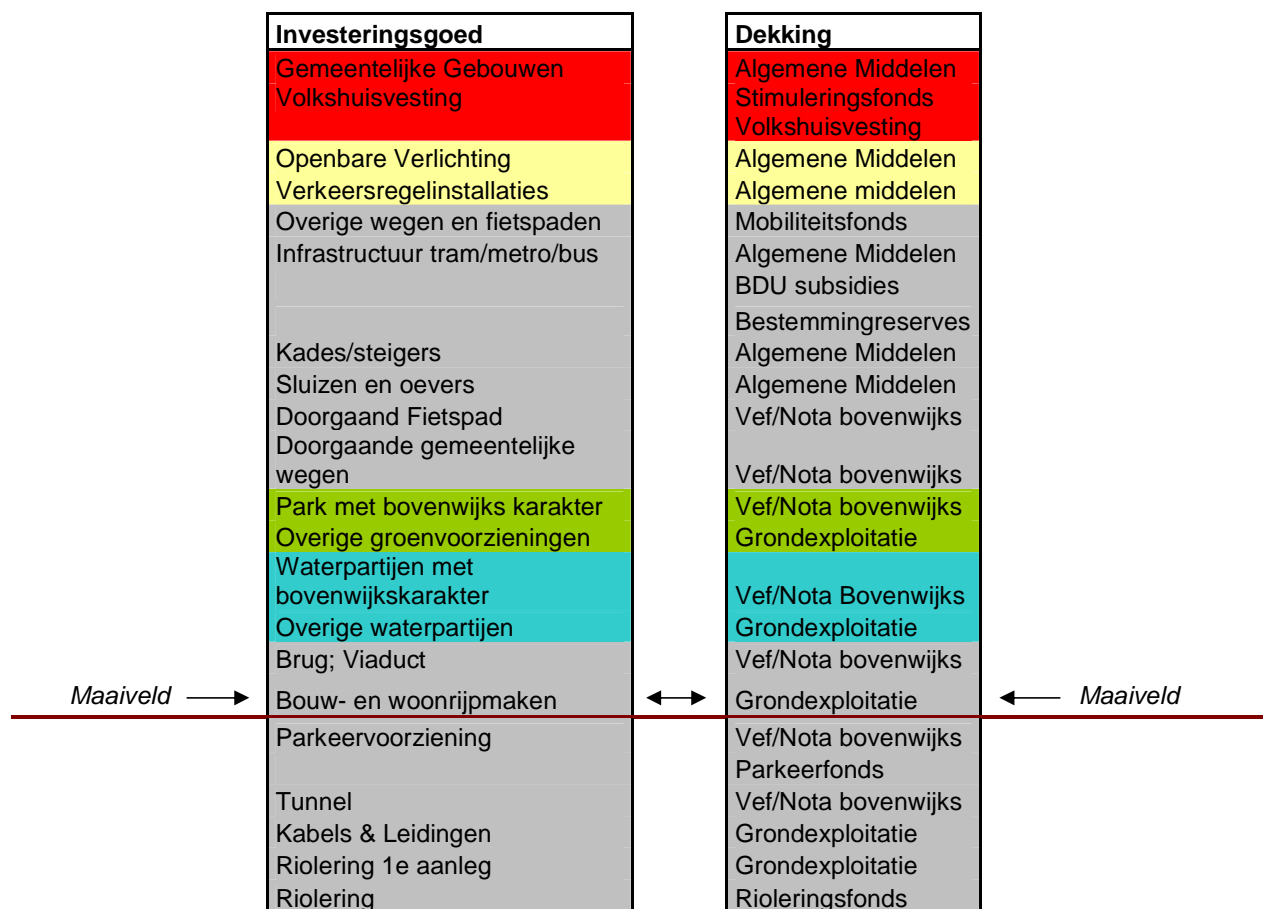 Investeringsgoed Dekking
Gemeentelijke Gebouwen Algemene Middelen
Volkshuisvesting Stimuleringsfonds
Volkshuisvesting
Openbare Verlichting Algemene Middelen
Verkeersregelinstallaties Algemene middelen
Overige wegen en fietspaden Mobiliteitsfonds
Infrastructuur tram/metro/bus Algemene Middelen
BDU subsidies
Bestemmingreserves
Kades/steigers Algemene Middelen
Sluizen en oevers Algemene Middelen
Doorgaand Fietspad Vef/Nota bovenwijks
Doorgaande gemeentelijke
wegen Vef/Nota bovenwijks
Park met bovenwijks karakter Vef/Nota bovenwijks
Overige groenvoorzieningen Grondexploitatie
Waterpartijen met
bovenwijkskarakter Vef/Nota Bovenwijks
Overige waterpartijen Grondexploitatie
Brug; Viaduct Vef/Nota bovenwijks
Maaiveld Bouw- en woonrijpmaken Grondexploitatie Maaiveld
Parkeervoorziening Vef/Nota bovenwijks
Parkeerfonds
Tunnel Vef/Nota bovenwijks
Kabels & Leidingen Grondexploitatie
Riolering 1e aanleg Grondexploitatie
Riolering Rioleringsfonds